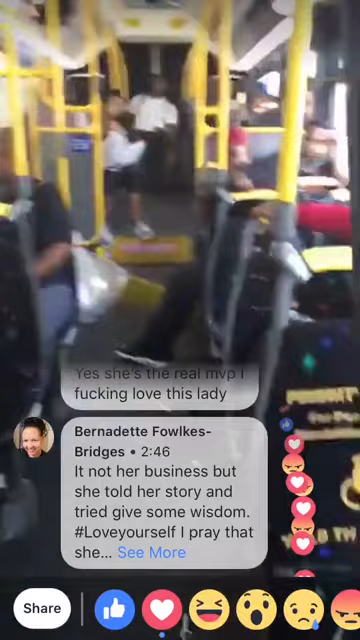 Yes she's the real mvp I
fucking love this lady
Bernadette Fowlkes-
Bridges • 2:46
It not her business but
she told her story and
tried give some wisdom.
#Loveyourself I pray that
she... See More
Share